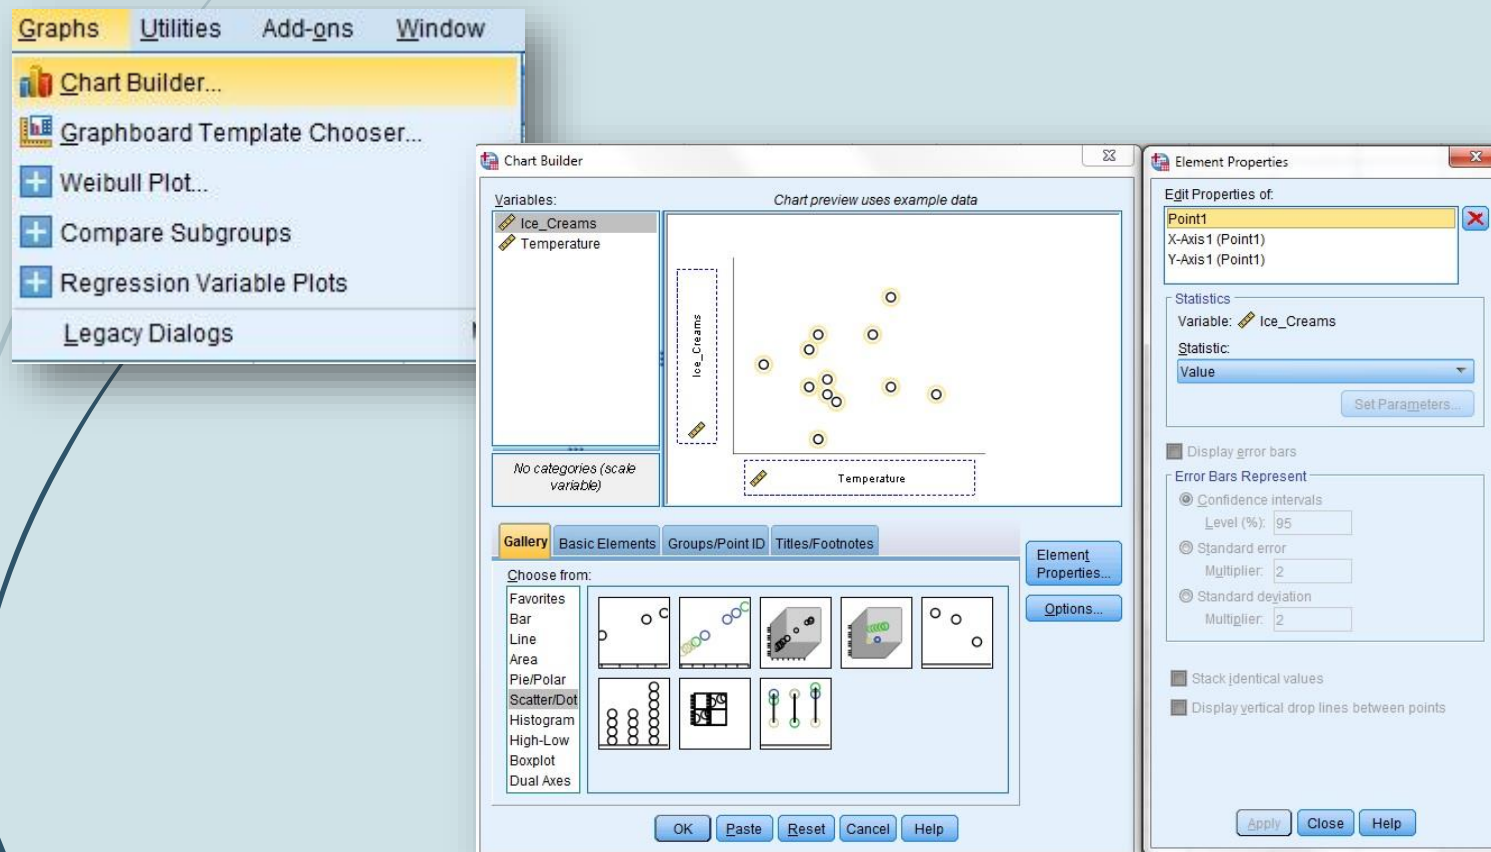 Graphs Utilities Add-ons Window
Chart Builder...
Graphboard Template Chooser...
Weibull Plot...
Compare Subgroups
Regression Variable Plots
Legacy Dialogs
Chart Builder
Variables:
Chart preview uses example data
Ice_Creams
Temperature
Ice_Creams
Temperature
No categories (scale
variable)
Gallery Basic Elements Groups/Point ID Titles/Footnotes
Choose from:
Favorites
Bar
Line
Area
Pie/Polar
Scatter/Dot
Histogram
High-Low
Boxplot
Dual Axes
Element
Properties...
Options...
OK Paste Reset Cancel Help
Element Properties
Edit Properties of:
Point1
X-Axis1 (Point1)
Y-Axis1 (Point1)
Statistics
Variable: Ice_Creams
Statistic:
Value
Set Parameters...
Display error bars
Error Bars Represent
Confidence intervals
Level (%): 95
Standard error
Multiplier: 2
Standard deviation
Multiplier: 2
Stack identical values
Display vertical drop lines between points
Apply Close Help